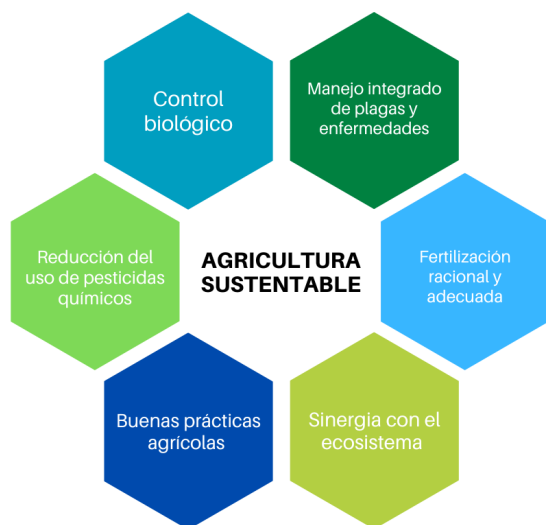 Control
biológico
Manejo integrado
de plagas y
enfermedades
Reducción del
uso de pesticidas
químicos
AGRICULTURA
SUSTENTABLE
Fertilización
racional y
adecuada
Buenas prácticas
agrícolas
Sinergia con el
ecosistema